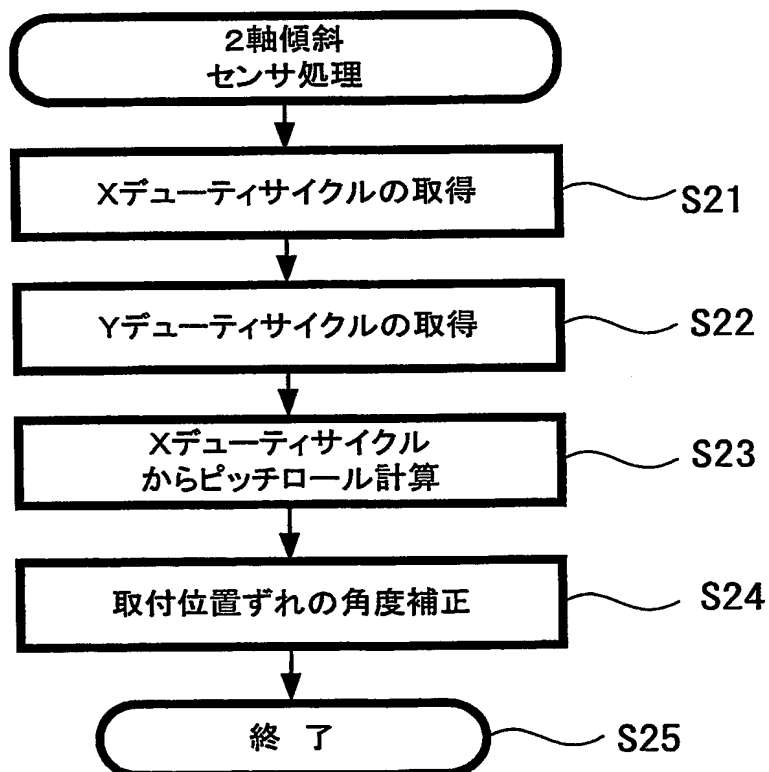 2軸傾斜
センサ処理
Xデューティサイクルの取得
S21
Yデューティサイクルの取得
S22
Xデューティサイクル
からピッチロール計算
S23
取付位置ずれの角度補正
S24
終 了
S25